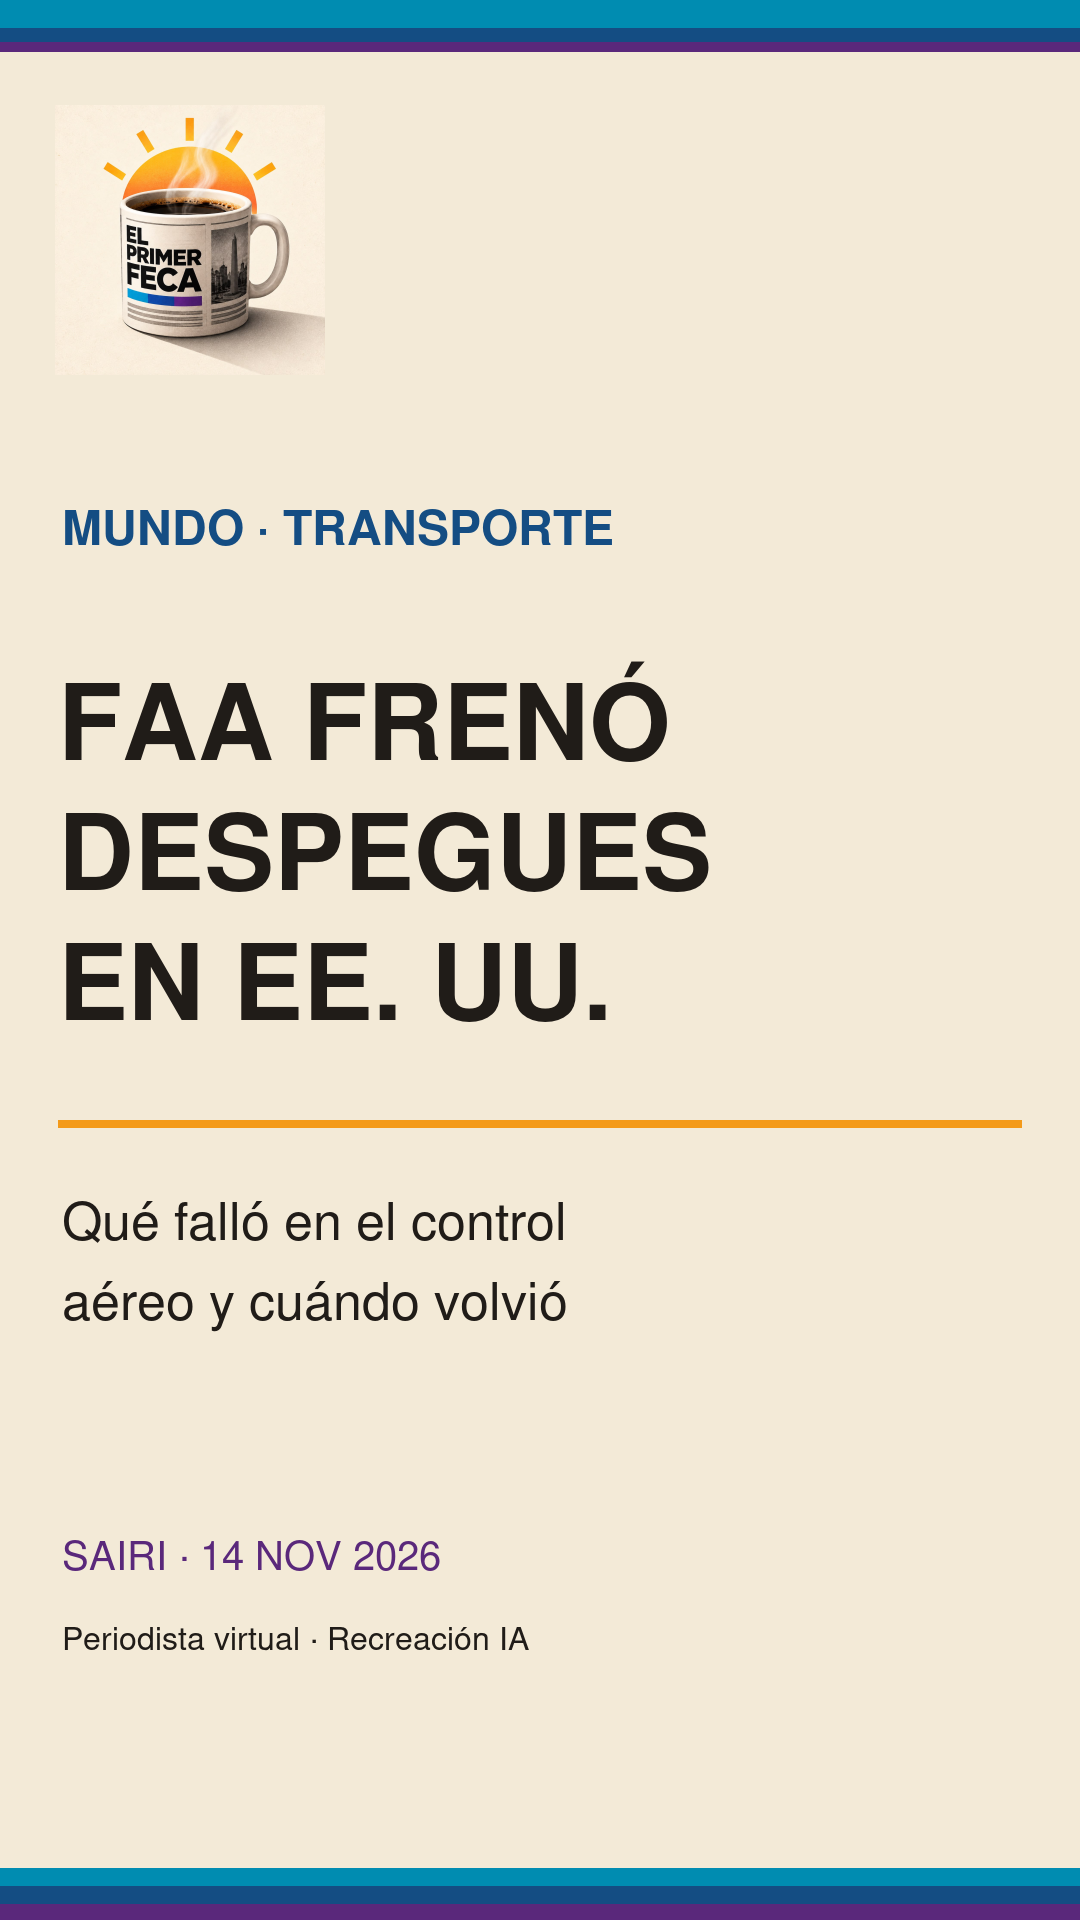 EL
PRIMER
FECA
MUNDO · TRANSPORTE
FAA FRENÓ
DESPEGUES
EN EE. UU.
Qué falló en el control
aéreo y cuándo volvió
SAIRI · 14 NOV 2026
Periodista virtual · Recreación IA